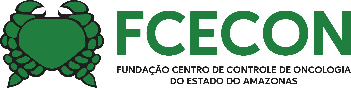 FCECON
FUNDAÇÃO CENTRO DE CONTROLE DE ONCOLOGIA
DO ESTADO DO AMAZONAS